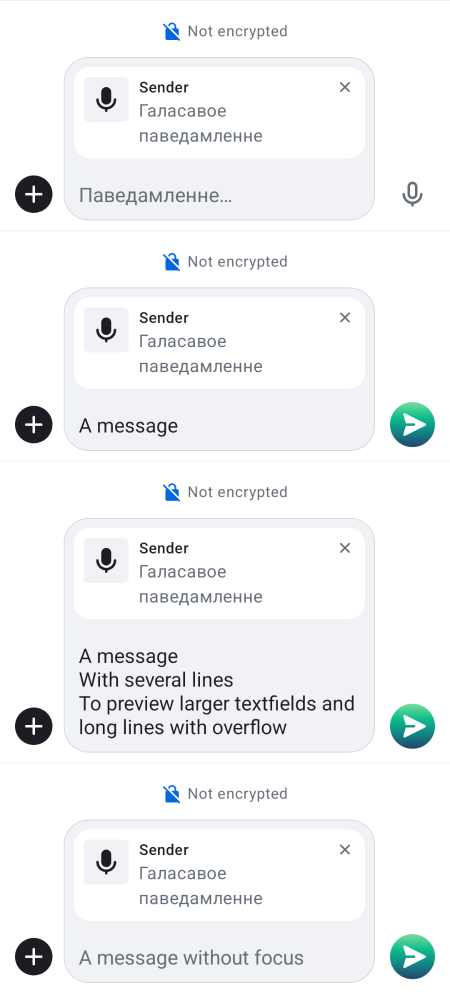 Not encrypted
Sender
Галасавое
паведамленне
Паведамленне…
Not encrypted
Sender
Галасавое
паведамленне
A message
Not encrypted
Sender
Галасавое
паведамленне
A message
With several lines
To preview larger textfields and
long lines with overflow
Not encrypted
Sender
Галасавое
паведамленне
A message without focus